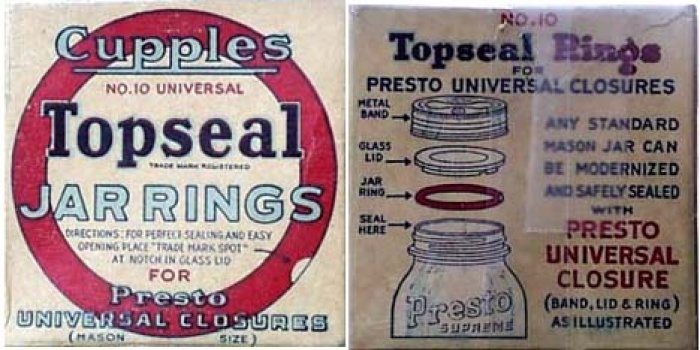 Cupples
NO.10 UNIVERSAL
Topseal
TRADE MARK REGISTERED
JAR RINGS
DIRECTIONS: FOR PERFECT SEALING AND EASY
OPENING PLACE "TRADE MARK SPOT"
AT NOTCH IN GLASS LID
FOR
Presto
UNIVERSAL CLOSURES
(MASON SIZE)
NO.10
Topseal Rings
FOR
PRESTO UNIVERSAL CLOSURES
METAL
BAND
GLASS
LID
JAR
RING
SEAL
HERE
Presto
SUPREME
ANY STANDARD
MASON JAR CAN
BE MODERNIZED
AND SAFELY SEALED
WITH
PRESTO
UNIVERSAL
CLOSURE
(BAND, LID & RING)
AS ILLUSTRATED